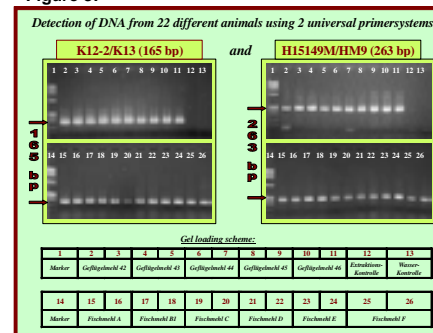 Figure 3:
Detection of DNA from 22 different animals using 2 universal primersystems
K12-2/K13 (165 bp) and H15149M/HM9 (263 bp)
1 2 3 4 5 6 7 8 9 10 11 12 13
1 2 3 4 5 6 7 8 9 10 11 12 13
165 bp
263 bp
14 15 16 17 18 19 20 21 22 23 24 25 26
14 15 16 17 18 19 20 21 22 23 24 25 26
Gel loading scheme:
1 2 3 4 5 6 7 8 9 10 11 12 13
Marker Geflügelmehl 42 Geflügelmehl 43 Geflügelmehl 44 Geflügelmehl 45 Geflügelmehl 46 Extraktions-Kontrolle Wasser-Kontrolle
14 15 16 17 18 19 20 21 22 23 24 25 26
Marker Fischmehl A Fischmehl B1 Fischmehl C Fischmehl D Fischmehl E Fischmehl F